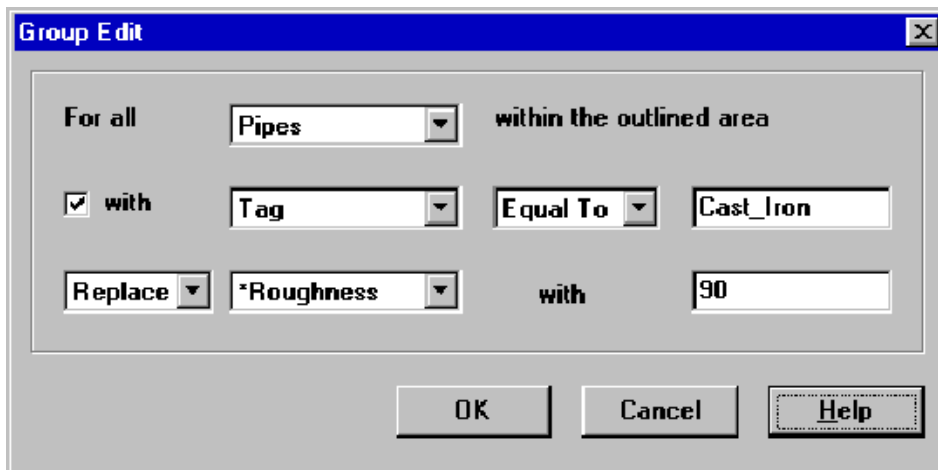 Group Edit
For all Pipes within the outlined area
with Tag Equal To Cast_Iron
Replace *Roughness with 90
OK Cancel Help